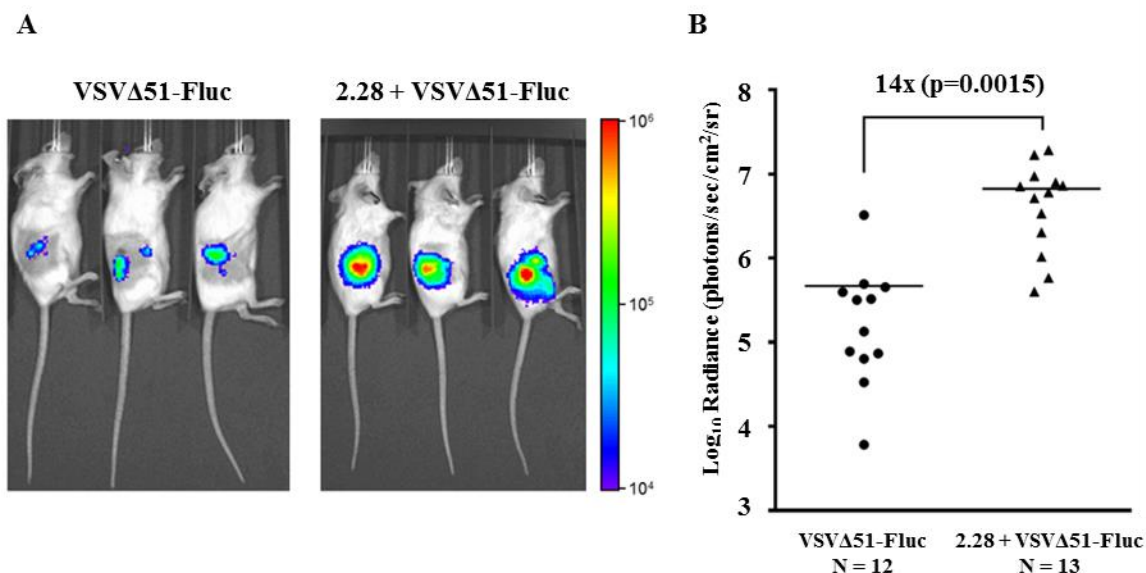 A
B
VSVΔ51-Fluc
2.28 + VSVΔ51-Fluc
10⁶
10⁵
10⁴
14x (p=0.0015)
Log₁₀ Radiance (photons/sec/cm²/sr)
8
7
6
5
4
3
VSVΔ51-Fluc
N = 12
2.28 + VSVΔ51-Fluc
N = 13